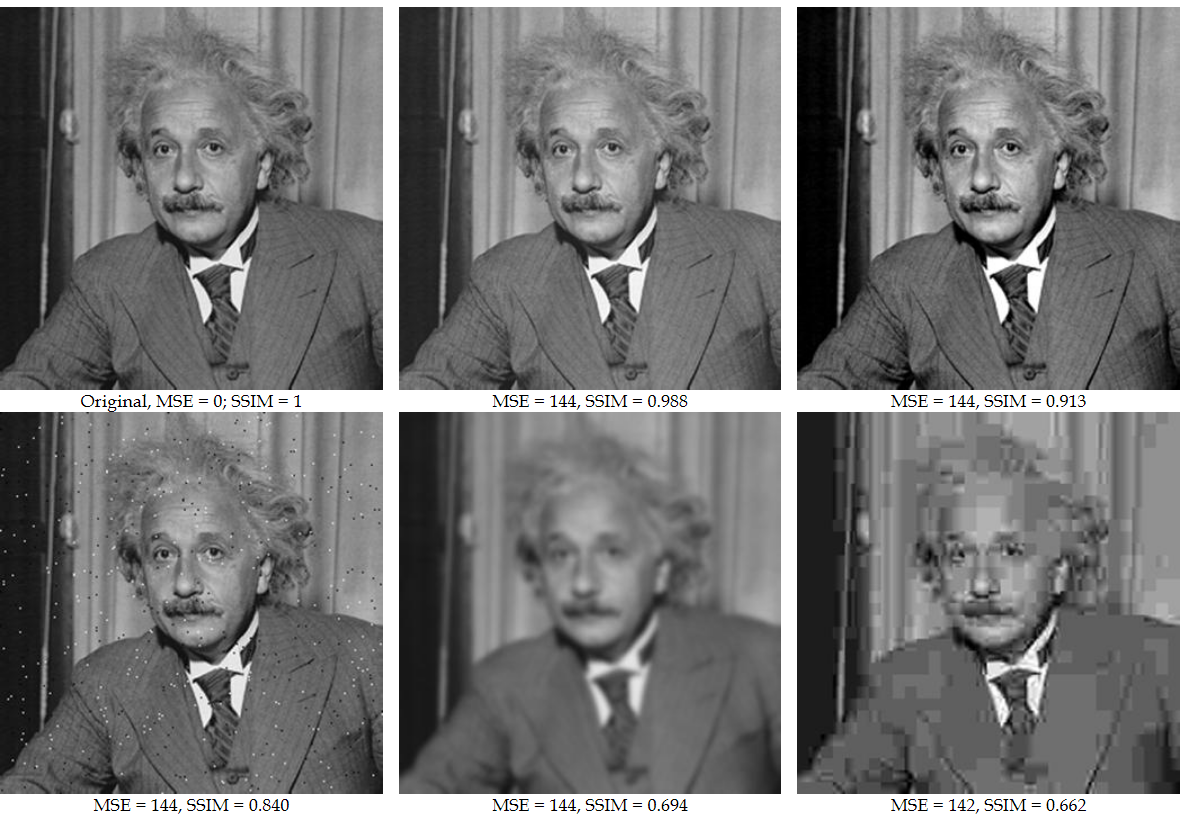 Original, MSE = 0; SSIM = 1
MSE = 144, SSIM = 0.988
MSE = 144, SSIM = 0.913
MSE = 144, SSIM = 0.840
MSE = 144, SSIM = 0.694
MSE = 142, SSIM = 0.662